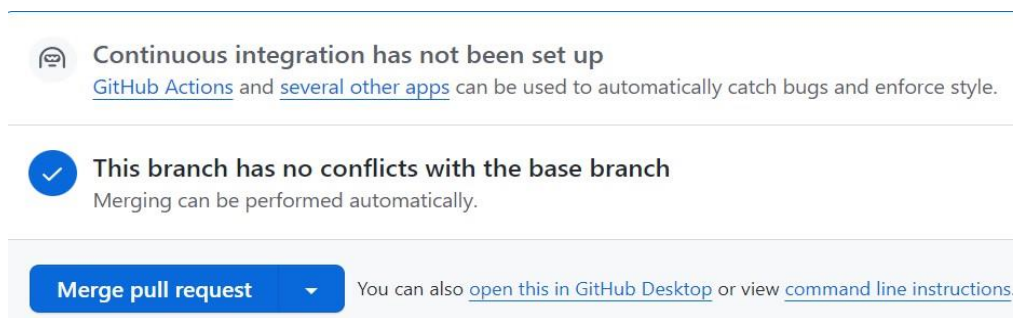 Continuous integration has not been set up
GitHub Actions and several other apps can be used to automatically catch bugs and enforce style.
This branch has no conflicts with the base branch
Merging can be performed automatically.
Merge pull request You can also open this in GitHub Desktop or view command line instructions.